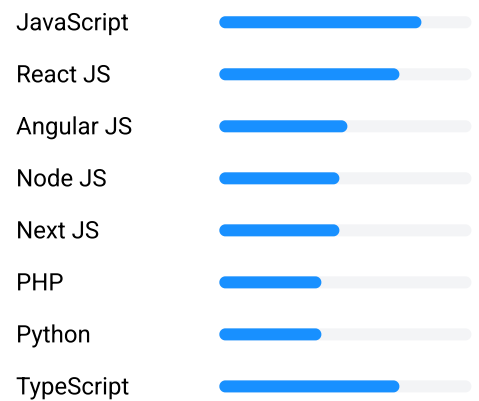 JavaScript
React JS
Angular JS
Node JS
Next JS
PHP
Python
TypeScript